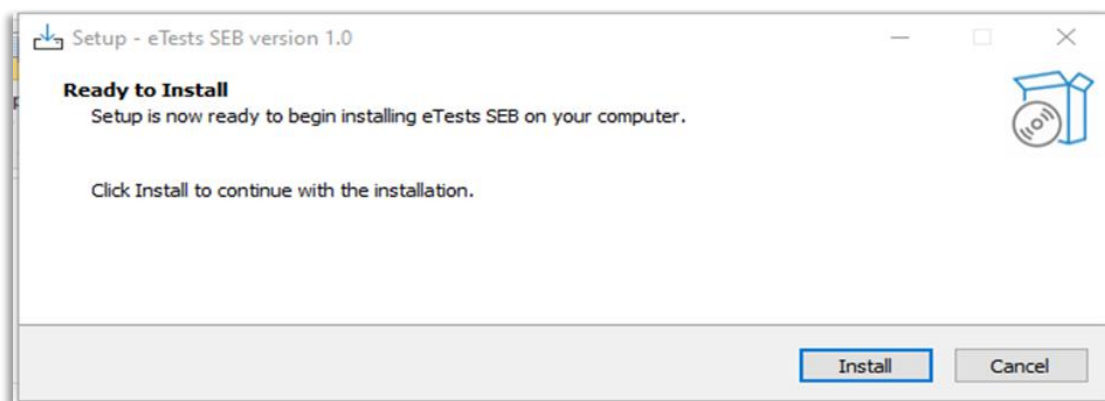 Setup - eTests SEB version 1.0
Ready to Install
Setup is now ready to begin installing eTests SEB on your computer.
Click Install to continue with the installation.
Install Cancel